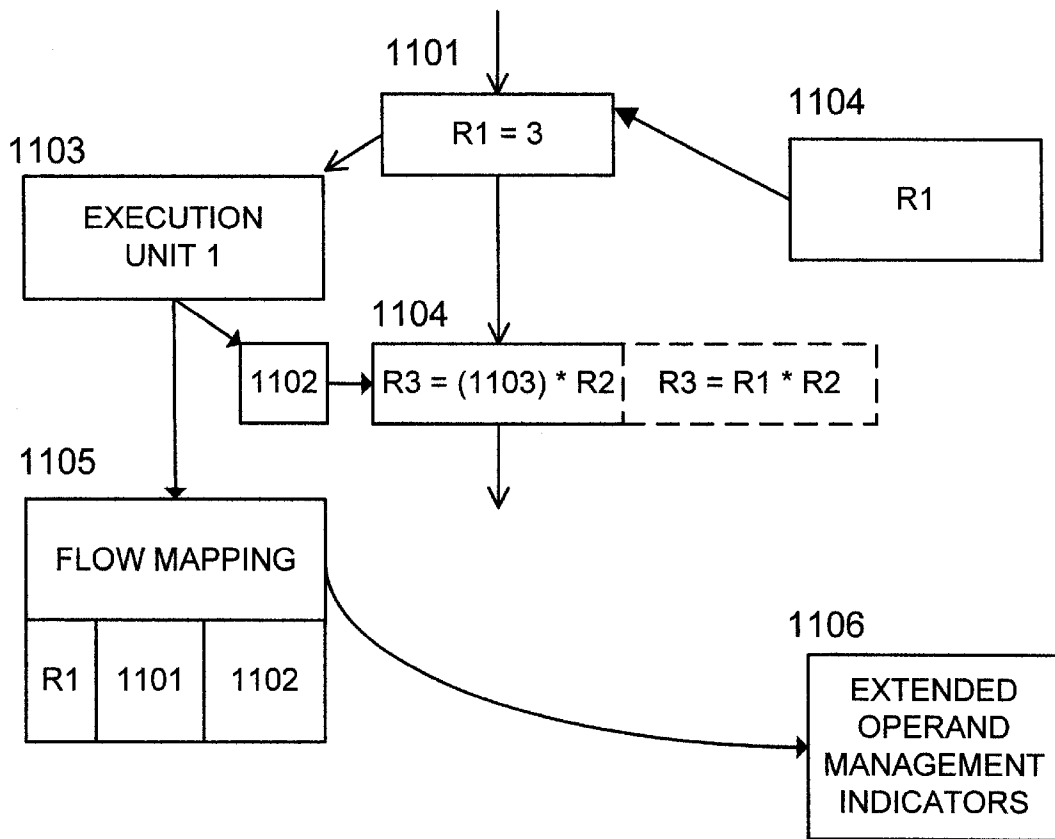 1101
R1 = 3
1104
R1
1103
EXECUTION
UNIT 1
1104
1102
R3 = (1103) * R2
R3 = R1 * R2
1105
FLOW MAPPING
R1
1101
1102
1106
EXTENDED
OPERAND
MANAGEMENT
INDICATORS